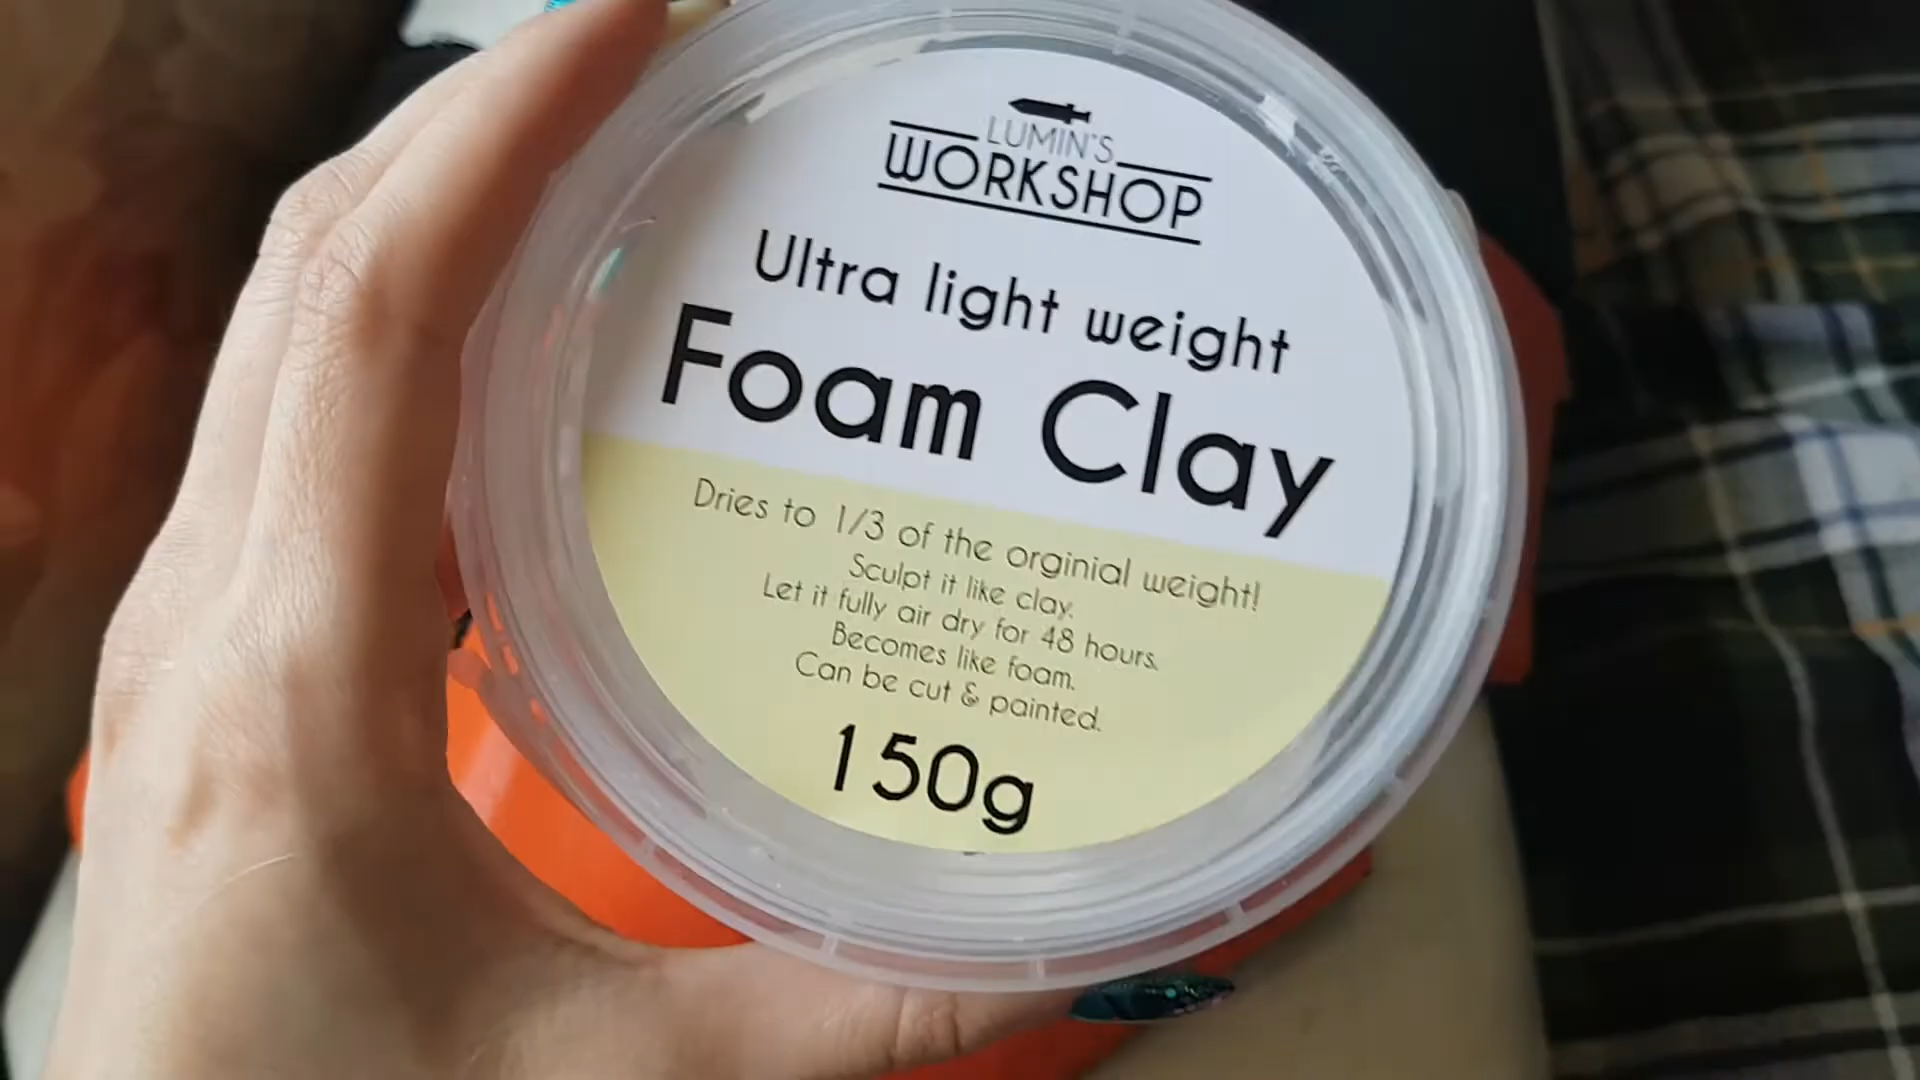 LUMIN'S
WORKSHOP
Ultra light weight
Foam Clay
Dries to 1/3 of the orginial weight!
Sculpt it like clay.
Let it fully air dry for 48 hours.
Becomes like foam.
Can be cut & painted.
150g